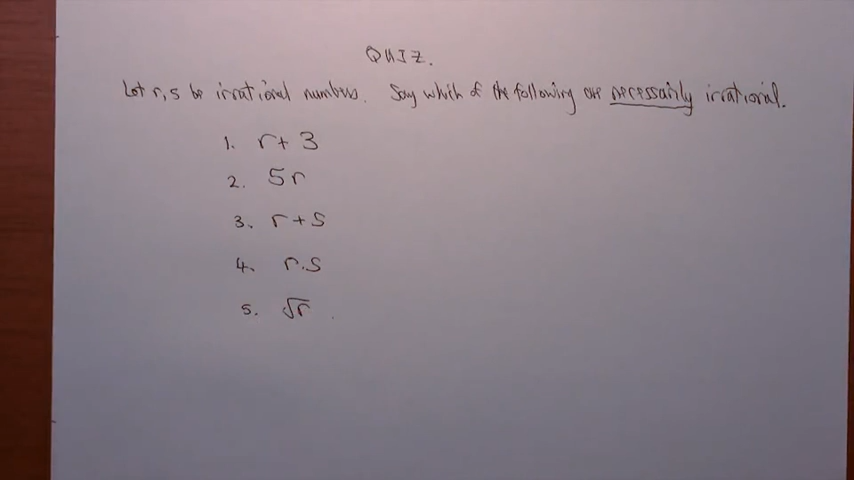 QUIZ.
Let r, s be irrational numbers. Say which of the following are necessarily irrational.
1. r+3
2. 5r
3. r+s
4. r.s
5. √r.